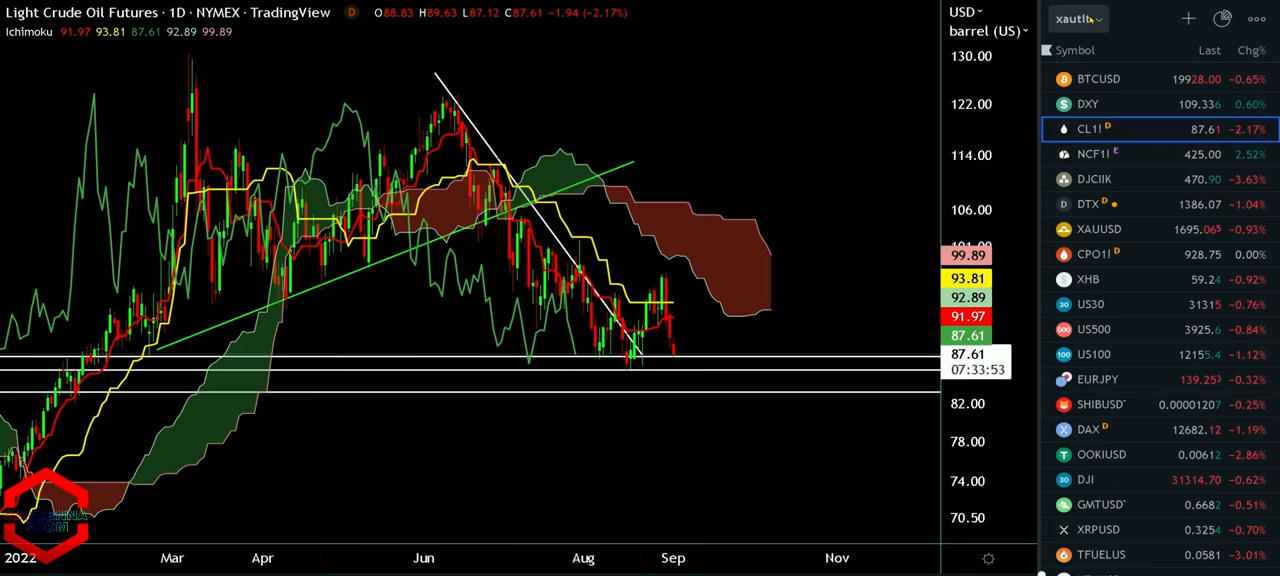 Light Crude Oil Futures · 1D · NYMEX · TradingView D O88.83 H89.63 L87.12 C87.61 -1.94 (-2.17%)
Ichimoku 91.97 93.81 87.61 92.89 99.89
USD
barrel (US)
130.00
122.00
114.00
106.00
99.89
93.81
92.89
91.97
87.61
87.61
07:33:53
82.00
78.00
74.00
70.50
2022 Mar Apr Jun Aug Sep Nov
Symbol Last Chg%
BTCUSD 19928.00 -0.65%
DXY 109.336 0.60%
CL1! D 87.61 -2.17%
NCF1! E 425.00 2.52%
DJCIIK 470.90 -3.63%
D DTX D 1386.07 -1.04%
XAUUSD 1695.065 -0.93%
CPO1! D 928.75 0.00%
XHB 59.24 -0.92%
30 US30 31315 -0.76%
500 US500 3925.6 -0.84%
100 US100 12155.4 -1.12%
EURJPY 139.253 -0.32%
SHIBUSD 0.00001207 -0.25%
DAX D 12682.12 -1.19%
OOKIUSD 0.00612 -2.86%
30 DJI 31314.70 -0.62%
GMTUSD 0.6682 -0.51%
XRPUSD 0.3254 -0.70%
TFUELUS 0.0581 -3.01%